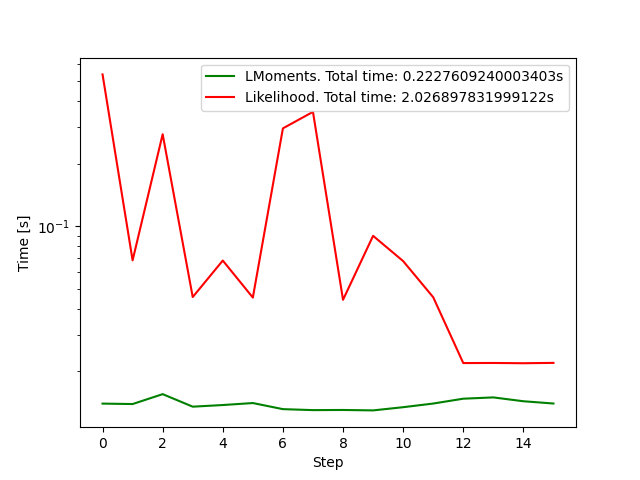 LMoments. Total time: 0.2227609240003403s
Likelihood. Total time: 2.026897831999122s
Time [s]
10⁻¹
0 2 4 6 8 10 12 14
Step